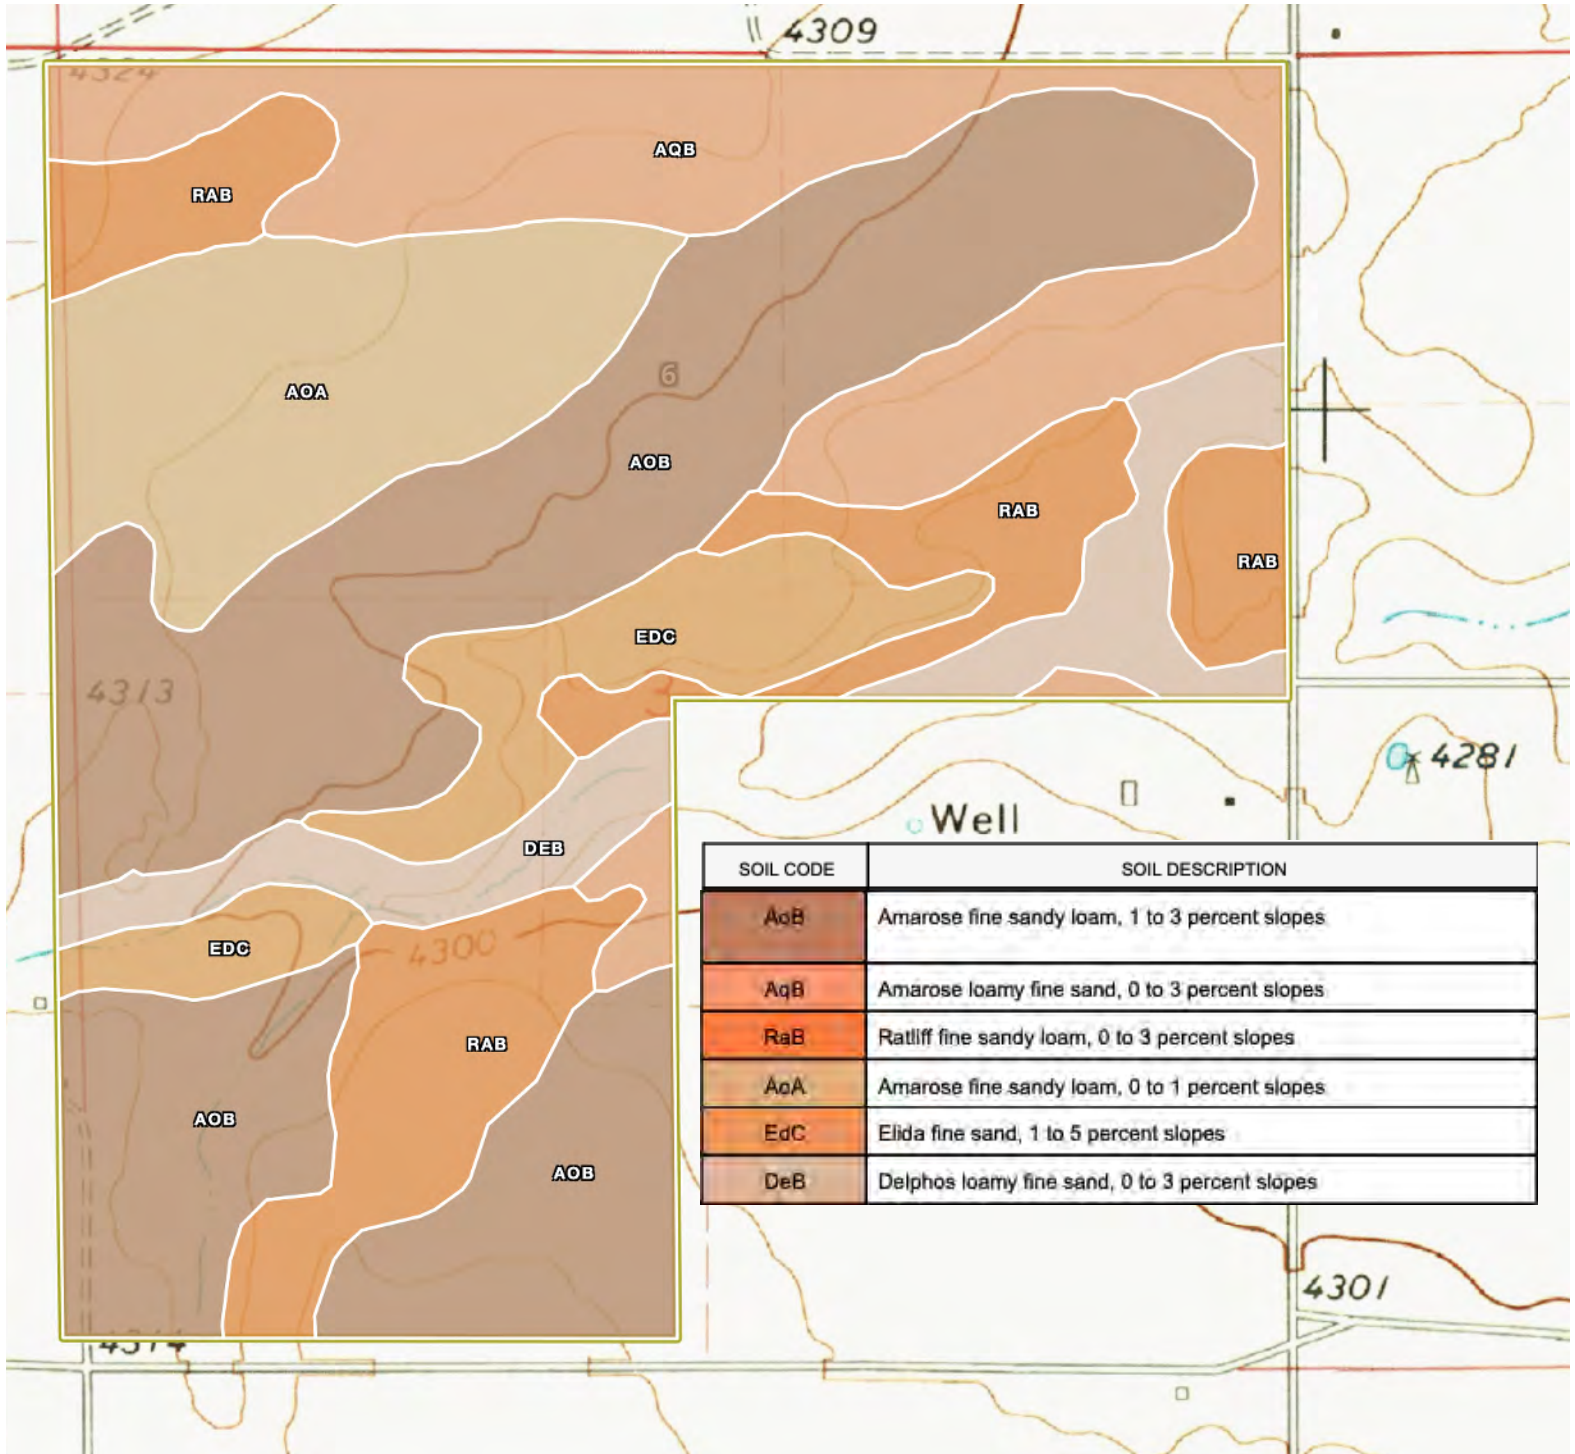 4309
4324
AQB
RAB
6
AOA
AOB
RAB
RAB
EDC
4313
4281
Well
DEB
SOIL CODE SOIL DESCRIPTION
AoB Amarose fine sandy loam, 1 to 3 percent slopes
AqB Amarose loamy fine sand, 0 to 3 percent slopes
RaB Ratliff fine sandy loam, 0 to 3 percent slopes
AoA Amarose fine sandy loam, 0 to 1 percent slopes
EdC Elida fine sand, 1 to 5 percent slopes
DeB Delphos loamy fine sand, 0 to 3 percent slopes
EDC
4300
RAB
AOB
AOB
4301
4314